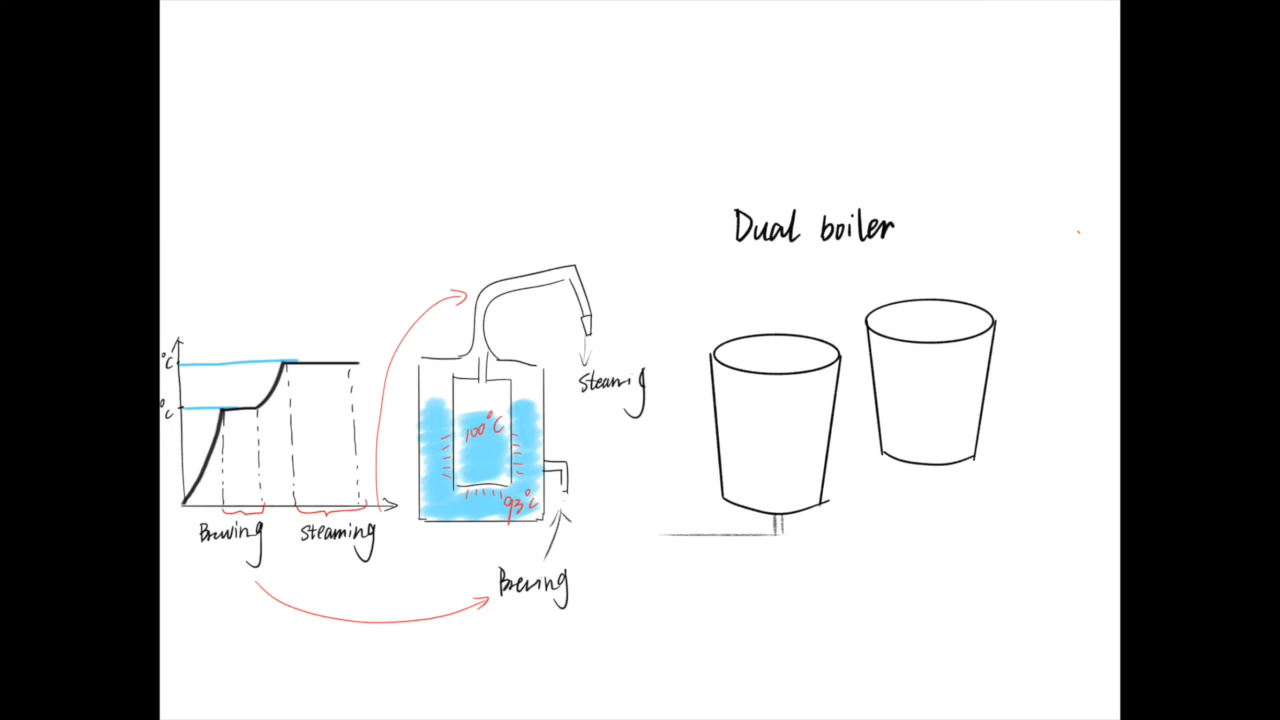 Dual boiler
°C
°C
Steaming
100°C
93°C
Brewing
Steaming
Brewing